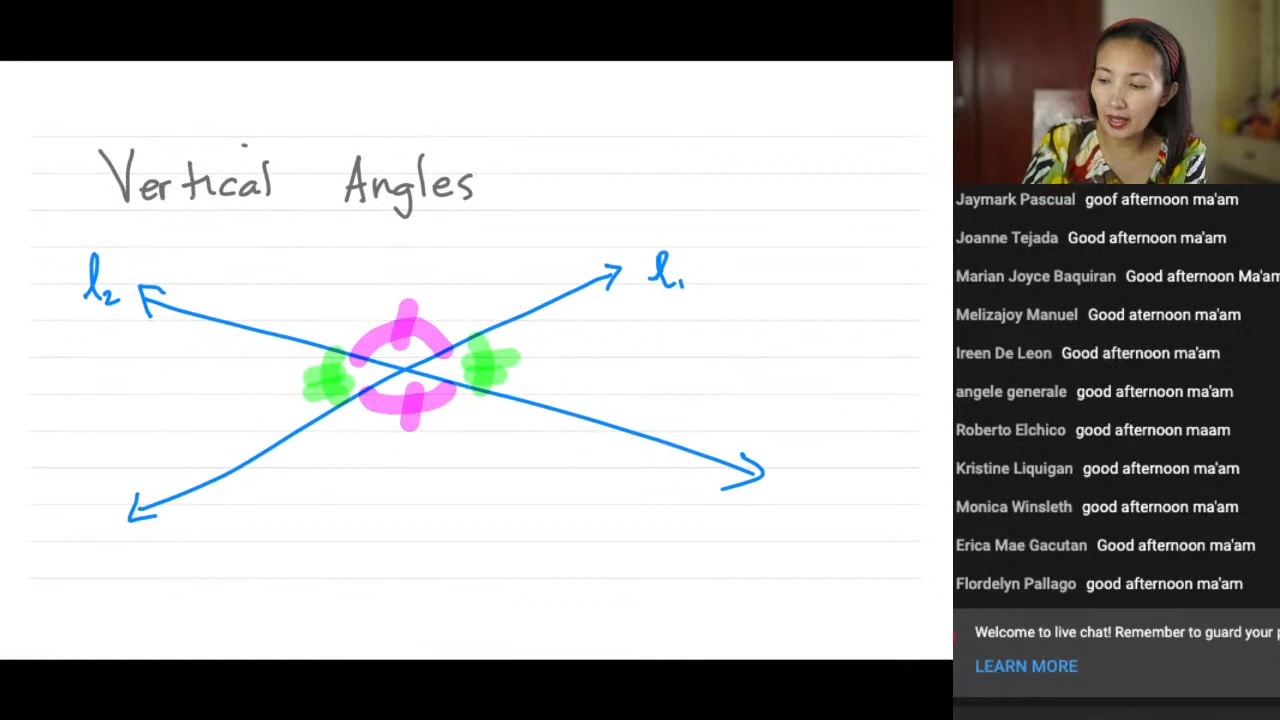 Vertical Angles
l₂
l₁
Jaymark Pascual goof afternoon ma'am
Joanne Tejada Good afternoon ma'am
Marian Joyce Baquiran Good afternoon Ma'am
Melizajoy Manuel Good aternoon ma'am
Ireen De Leon Good afternoon ma'am
angele generale good afternoon ma'am
Roberto Elchico good afternoon maam
Kristine Liquigan good afternoon ma'am
Monica Winsleth good afternoon ma'am
Erica Mae Gacutan Good afternoon ma'am
Flordelyn Pallago good afternoon ma'am
Welcome to live chat! Remember to guard your p
LEARN MORE